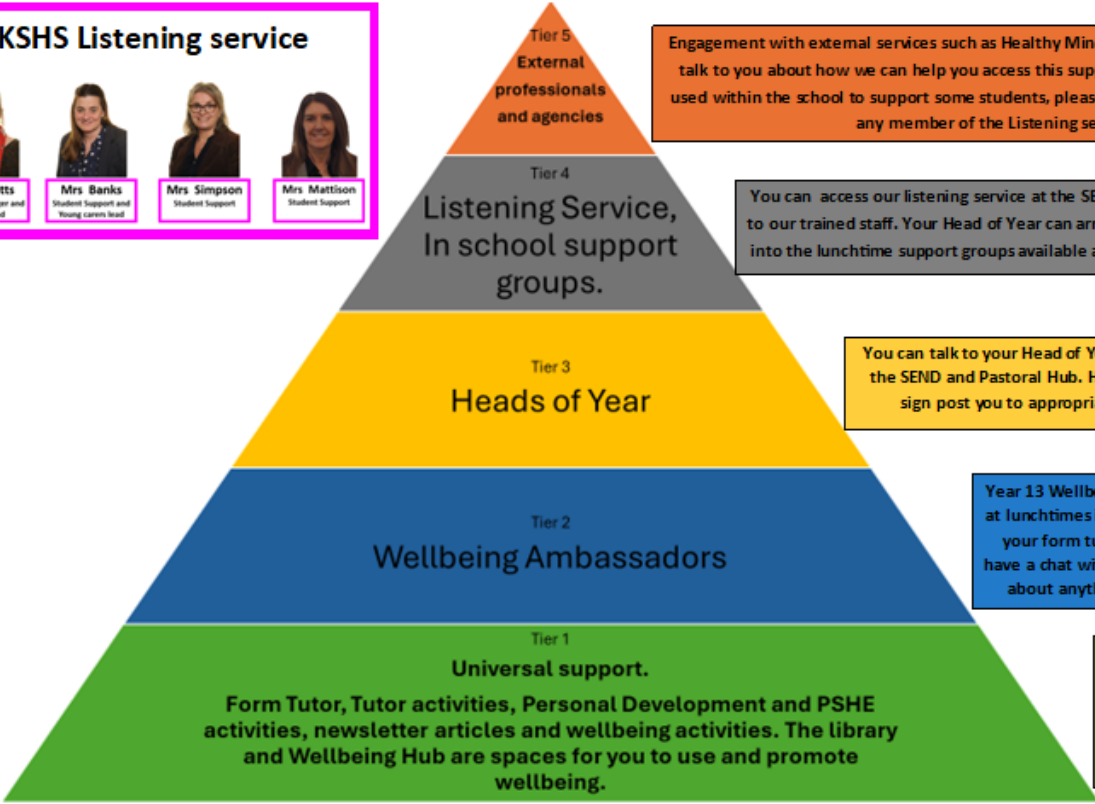 KSHS Listening service
tts
er and
d
Mrs Banks
Student Support and
Young carers lead
Mrs Simpson
Student Support
Mrs Mattison
Student Support
Tier 5
External
professionals
and agencies
Engagement with external services such as Healthy Min
talk to you about how we can help you access this sup
used within the school to support some students, pleas
any member of the Listening se
Tier 4
Listening Service,
In school support
groups.
You can access our listening service at the SE
to our trained staff. Your Head of Year can arr
into the lunchtime support groups available a
Tier 3
Heads of Year
You can talk to your Head of Y
the SEND and Pastoral Hub. H
sign post you to appropri
Tier 2
Wellbeing Ambassadors
Year 13 Wellb
at lunchtimes
your form tu
have a chat wi
about anyt
Tier 1
Universal support.
Form Tutor, Tutor activities, Personal Development and PSHE
activities, newsletter articles and wellbeing activities. The library
and Wellbeing Hub are spaces for you to use and promote
wellbeing.